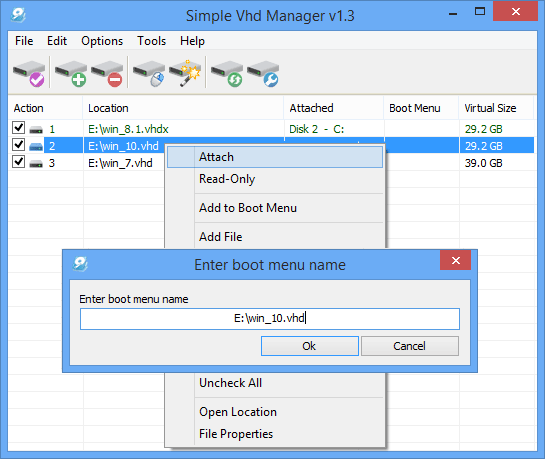 Simple Vhd Manager v1.3
File Edit Options Tools Help
Action Location Attached Boot Menu Virtual Size
1 E:\win_8.1.vhdx Disk 2 - C: 29.2 GB
2 E:\win_10.vhd 29.2 GB
3 E:\win_7.vhd 39.0 GB
Attach
Read-Only
Add to Boot Menu
Add File
Enter boot menu name
Enter boot menu name
E:\win_10.vhd
Ok Cancel
Uncheck All
Open Location
File Properties